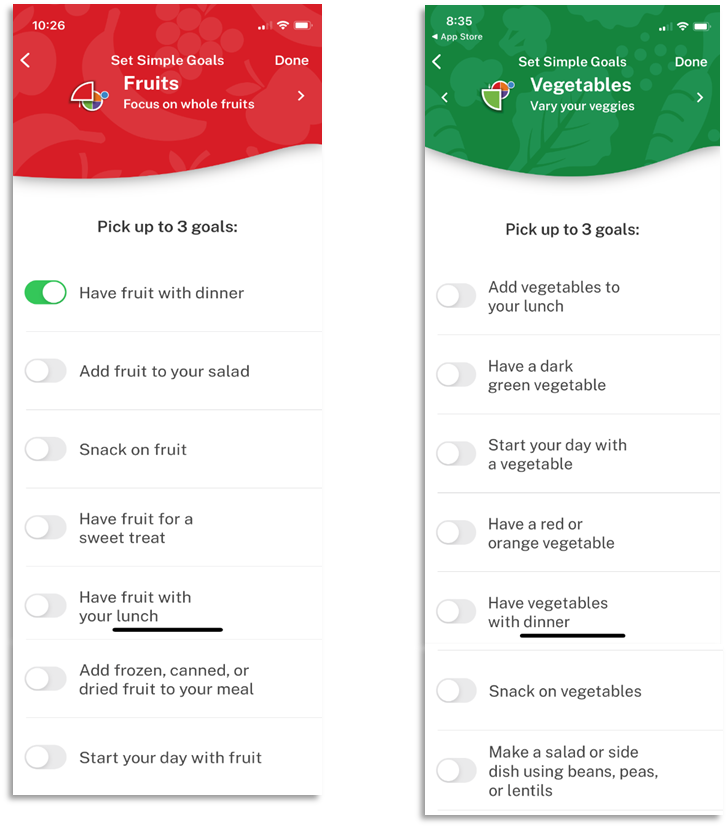 10:26
Set Simple Goals
Done
Fruits
Focus on whole fruits
Pick up to 3 goals:
Have fruit with dinner
Add fruit to your salad
Snack on fruit
Have fruit for a
sweet treat
Have fruit with
your lunch
Add frozen, canned, or
dried fruit to your meal
Start your day with fruit
8:35
App Store
Set Simple Goals
Done
Vegetables
Vary your veggies
Pick up to 3 goals:
Add vegetables to
your lunch
Have a dark
green vegetable
Start your day with
a vegetable
Have a red or
orange vegetable
Have vegetables
with dinner
Snack on vegetables
Make a salad or side
dish using beans, peas,
or lentils